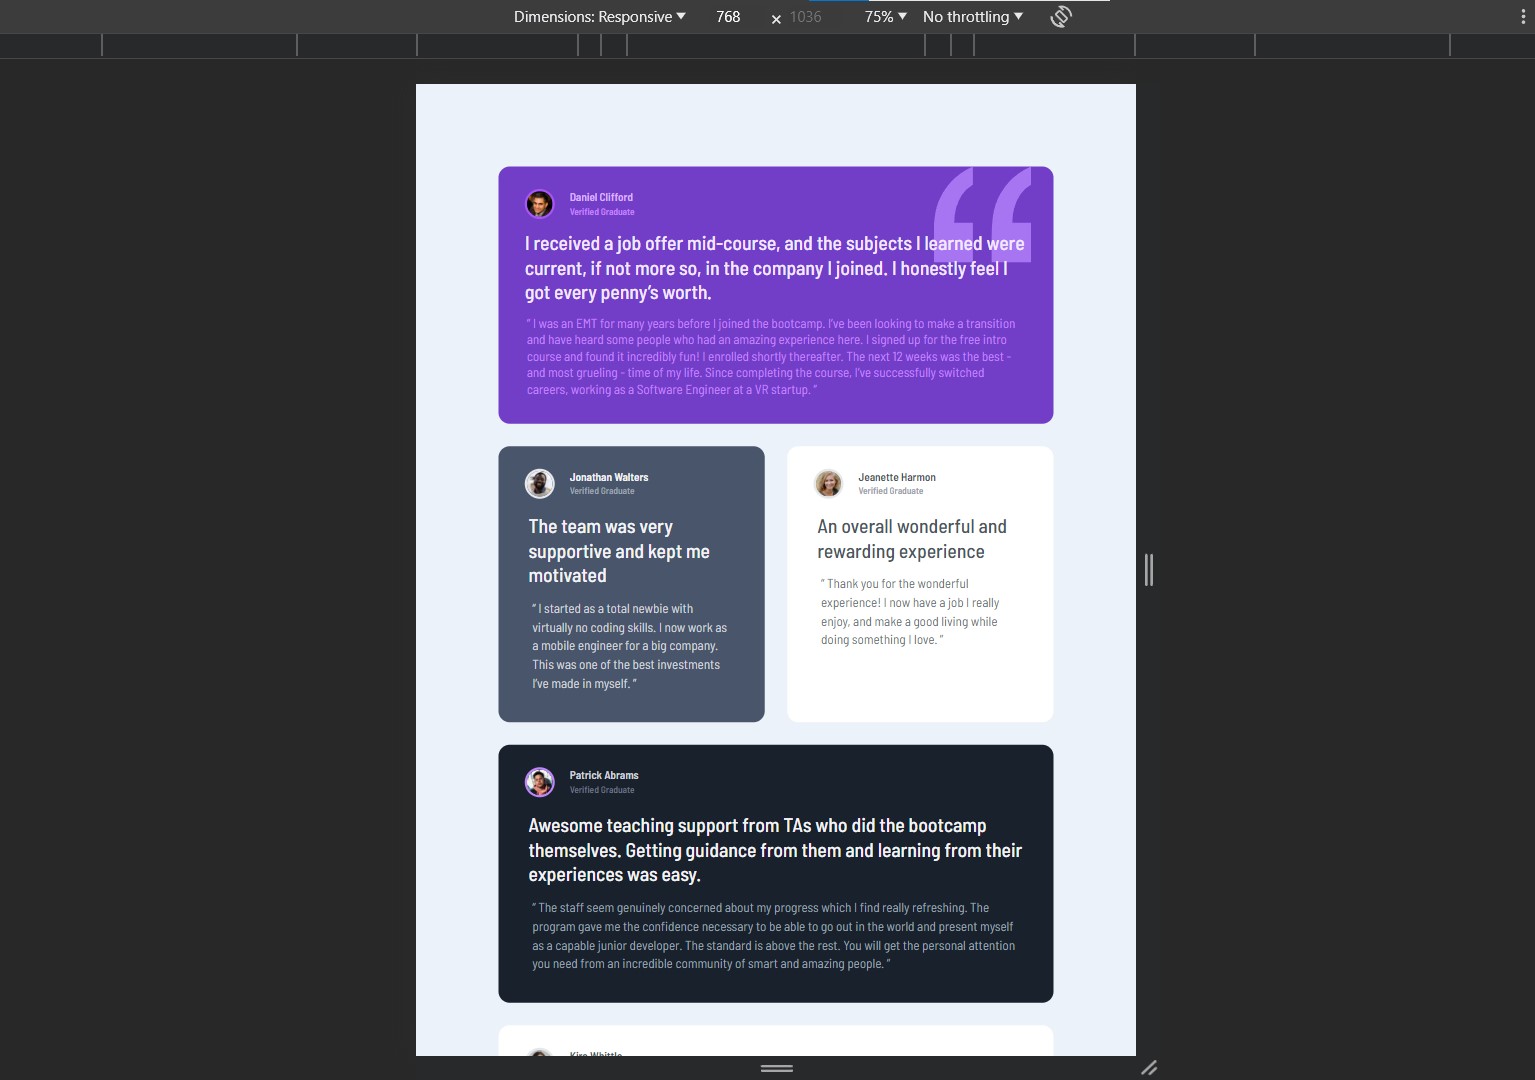 Dimensions: Responsive 768 × 1036 75% No throttling
Daniel Clifford
Verified Graduate
I received a job offer mid-course, and the subjects I learned were
current, if not more so, in the company I joined. I honestly feel I
got every penny’s worth.
“ I was an EMT for many years before I joined the bootcamp. I’ve been looking to make a transition
and have heard some people who had an amazing experience here. I signed up for the free intro
course and found it incredibly fun! I enrolled shortly thereafter. The next 12 weeks was the best -
and most grueling - time of my life. Since completing the course, I’ve successfully switched
careers, working as a Software Engineer at a VR startup. ”
Jonathan Walters
Verified Graduate
The team was very
supportive and kept me
motivated
“ I started as a total newbie with
virtually no coding skills. I now work as
a mobile engineer for a big company.
This was one of the best investments
I’ve made in myself. ”
Jeanette Harmon
Verified Graduate
An overall wonderful and
rewarding experience
“ Thank you for the wonderful
experience! I now have a job I really
enjoy, and make a good living while
doing something I love. ”
Patrick Abrams
Verified Graduate
Awesome teaching support from TAs who did the bootcamp
themselves. Getting guidance from them and learning from their
experiences was easy.
“ The staff seem genuinely concerned about my progress which I find really refreshing. The
program gave me the confidence necessary to be able to go out in the world and present myself
as a capable junior developer. The standard is above the rest. You will get the personal attention
you need from an incredible community of smart and amazing people. ”